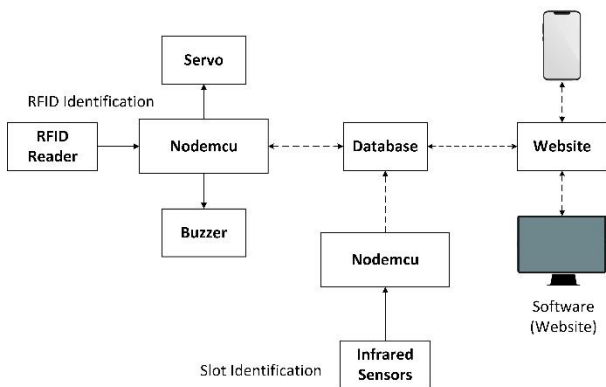 Servo
RFID Identification
RFID
Reader
Nodemcu
Database
Website
Buzzer
Nodemcu
Software
(Website)
Slot Identification
Infrared
Sensors